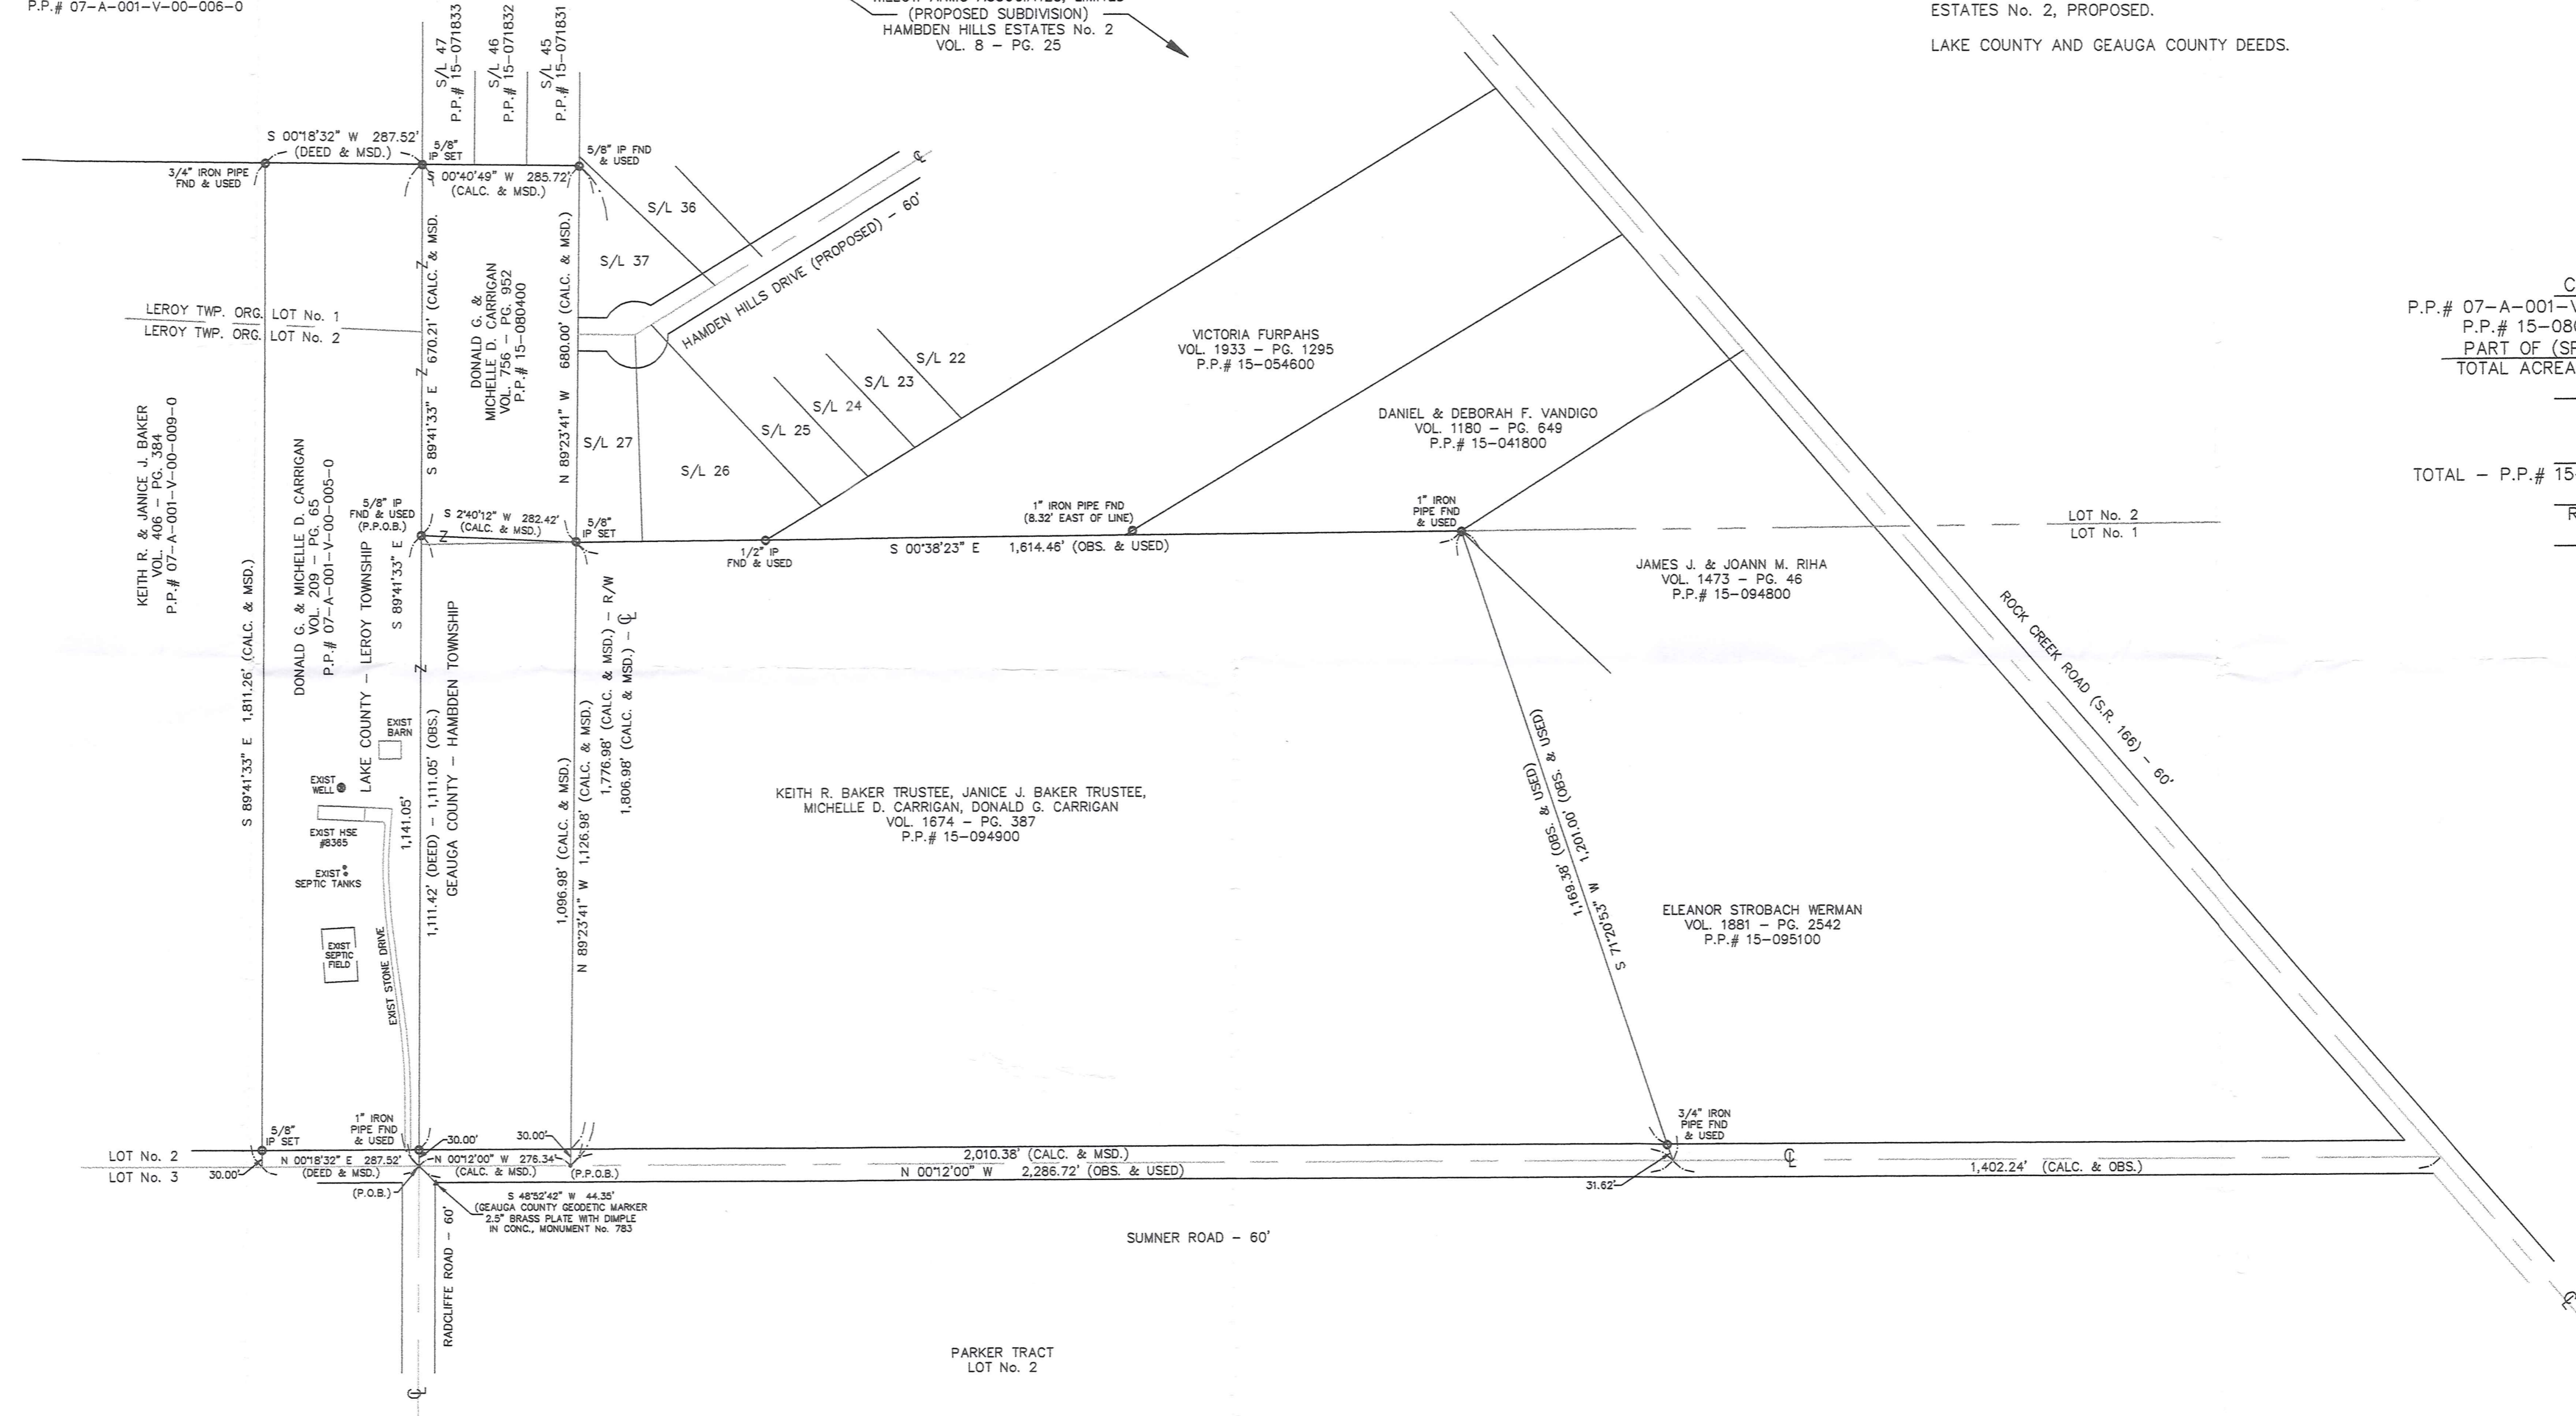 P.P.# 07-A-001-V-00-006-0
(PROPOSED SUBDIVISION)
HAMBDEN HILLS ESTATES No. 2
VOL. 8 - PG. 25
ESTATES No. 2, PROPOSED.
LAKE COUNTY AND GEAUGA COUNTY DEEDS.
S/L 47
P.P.# 15-071833
S/L 46
P.P.# 15-071832
S/L 45
P.P.# 15-071831
S 00°18'32" W 287.52'
(DEED & MSD.)
5/8"
IP SET
5/8" IP FND
& USED
3/4" IRON PIPE
FND & USED
S 00°40'49" W 285.72'
(CALC. & MSD.)
S/L 36
S/L 37
℄
HAMDEN HILLS DRIVE (PROPOSED) - 60'
S 89°41'33" E 670.21' (CALC. & MSD.
Z
Z
DONALD G. &
MICHELLE D. CARRIGAN
VOL. 756 - PG. 952
P.P.# 15-080400
N 89°23'41" W 680.00' (CALC. & MSD.)
LEROY TWP. ORG. LOT No. 1
LEROY TWP. ORG. LOT No. 2
S/L 22
S/L 23
S/L 24
S/L 25
S/L 26
S/L 27
VICTORIA FURPAHS
VOL. 1933 - PG. 1295
P.P.# 15-054600
DANIEL & DEBORAH F. VANDIGO
VOL. 1180 - PG. 649
P.P.# 15-041800
C
P.P.# 07-A-001-V
P.P.# 15-08
PART OF (SP
TOTAL ACREA
TOTAL - P.P.# 15
R
KEITH R. & JANICE J. BAKER
VOL. 406 - PG. 384
P.P.# 07-A-001-V-00-009-0
DONALD G. & MICHELLE D. CARRIGAN
VOL. 209 - PG. 65
P.P.# 07-A-001-V-00-005-0
5/8" IP
FND & USED
(P.P.O.B.)
S 2°40'12" W 282.42'
(CALC. & MSD.)
Z
5/8"
IP SET
1/2" IP
FND & USED
1" IRON PIPE FND
(8.32' EAST OF LINE)
S 00°38'23" E 1,614.46' (OBS. & USED)
1" IRON
PIPE FND
& USED
LOT No. 2
LOT No. 1
JAMES J. & JOANN M. RIHA
VOL. 1473 - PG. 46
P.P.# 15-094800
ROCK CREEK ROAD (S.R. 166) - 60'
S 89°41'33" E 1,811.26' (CALC. & MSD.)
LAKE COUNTY - LEROY TOWNSHIP
S 89°41'33" E
1,141.05'
Z
1,111.42' (DEED) - 1,111.05' (OBS.)
GEAUGA COUNTY - HAMBDEN TOWNSHIP
1,096.98' (CALC. & MSD.)
N 89°23'41" W 1,126.98' (CALC. & MSD.)
1,776.98' (CALC. & MSD.) - R/W
1,806.98' (CALC. & MSD.) - ℄
EXIST
BARN
EXIST
WELL
EXIST HSE
#8365
EXIST
SEPTIC TANKS
EXIST
SEPTIC
FIELD
EXIST STONE DRIVE
KEITH R. BAKER TRUSTEE, JANICE J. BAKER TRUSTEE,
MICHELLE D. CARRIGAN, DONALD G. CARRIGAN
VOL. 1674 - PG. 387
P.P.# 15-094900
1,169.38' (OBS. & USED)
S 71°20'53" W 1,201.00' (OBS. & USED)
ELEANOR STROBACH WERMAN
VOL. 1881 - PG. 2542
P.P.# 15-095100
5/8"
IP SET
1" IRON
PIPE FND
& USED
30.00'
30.00'
3/4" IRON
PIPE FND
& USED
LOT No. 2
LOT No. 3
30.00'
N 00°18'32" E 287.52'
(DEED & MSD.)
N 00°12'00" W 276.34'
(CALC. & MSD.)
(P.P.O.B.)
(P.O.B.)
2,010.38' (CALC. & MSD.)
N 00°12'00" W 2,286.72' (OBS. & USED)
31.62'
℄
1,402.24' (CALC. & OBS.)
S 48°52'42" W 44.35'
(GEAUGA COUNTY GEODETIC MARKER
2.5" BRASS PLATE WITH DIMPLE
IN CONC., MONUMENT No. 783
RADCLIFFE ROAD - 60'
℄
SUMNER ROAD - 60'
℄
PARKER TRACT
LOT No. 2